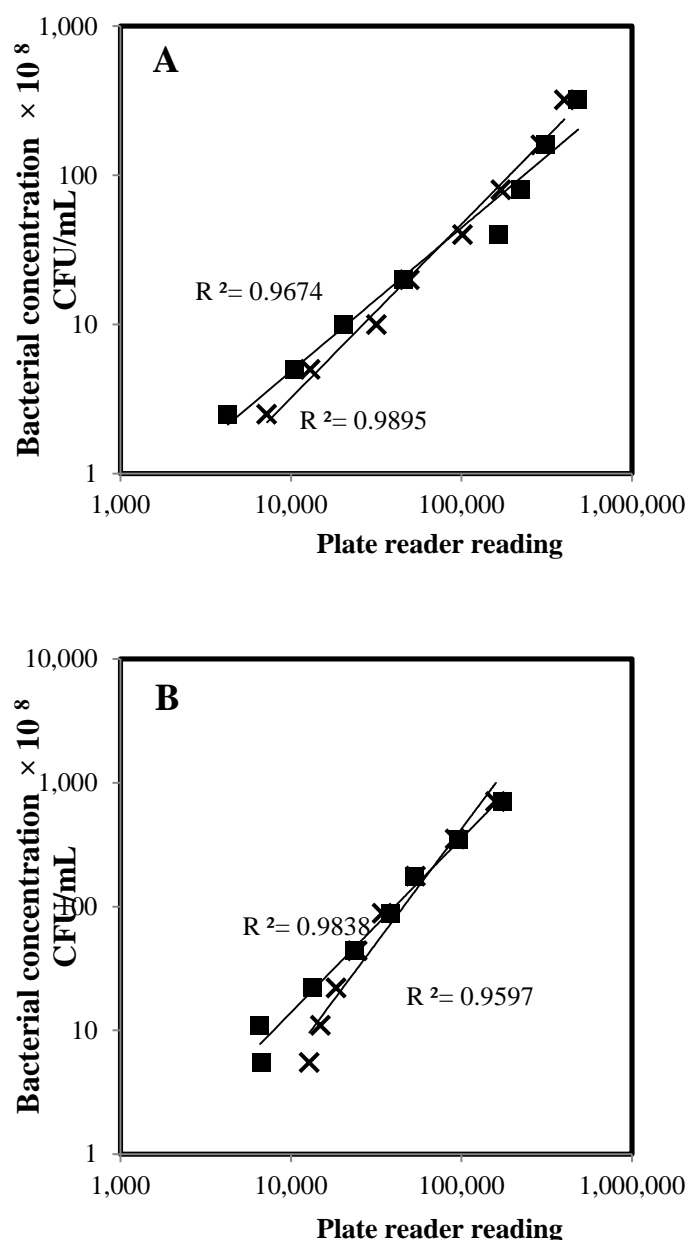 A
1,000
100
10
1
Bacterial concentration × 10 8
CFU/mL
R ²= 0.9674
R ²= 0.9895
1,000 10,000 100,000 1,000,000
Plate reader reading
B
10,000
1,000
100
10
1
Bacterial concentration × 10 8
CFU/mL
R ²= 0.9838
R ²= 0.9597
1,000 10,000 100,000 1,000,000
Plate reader reading